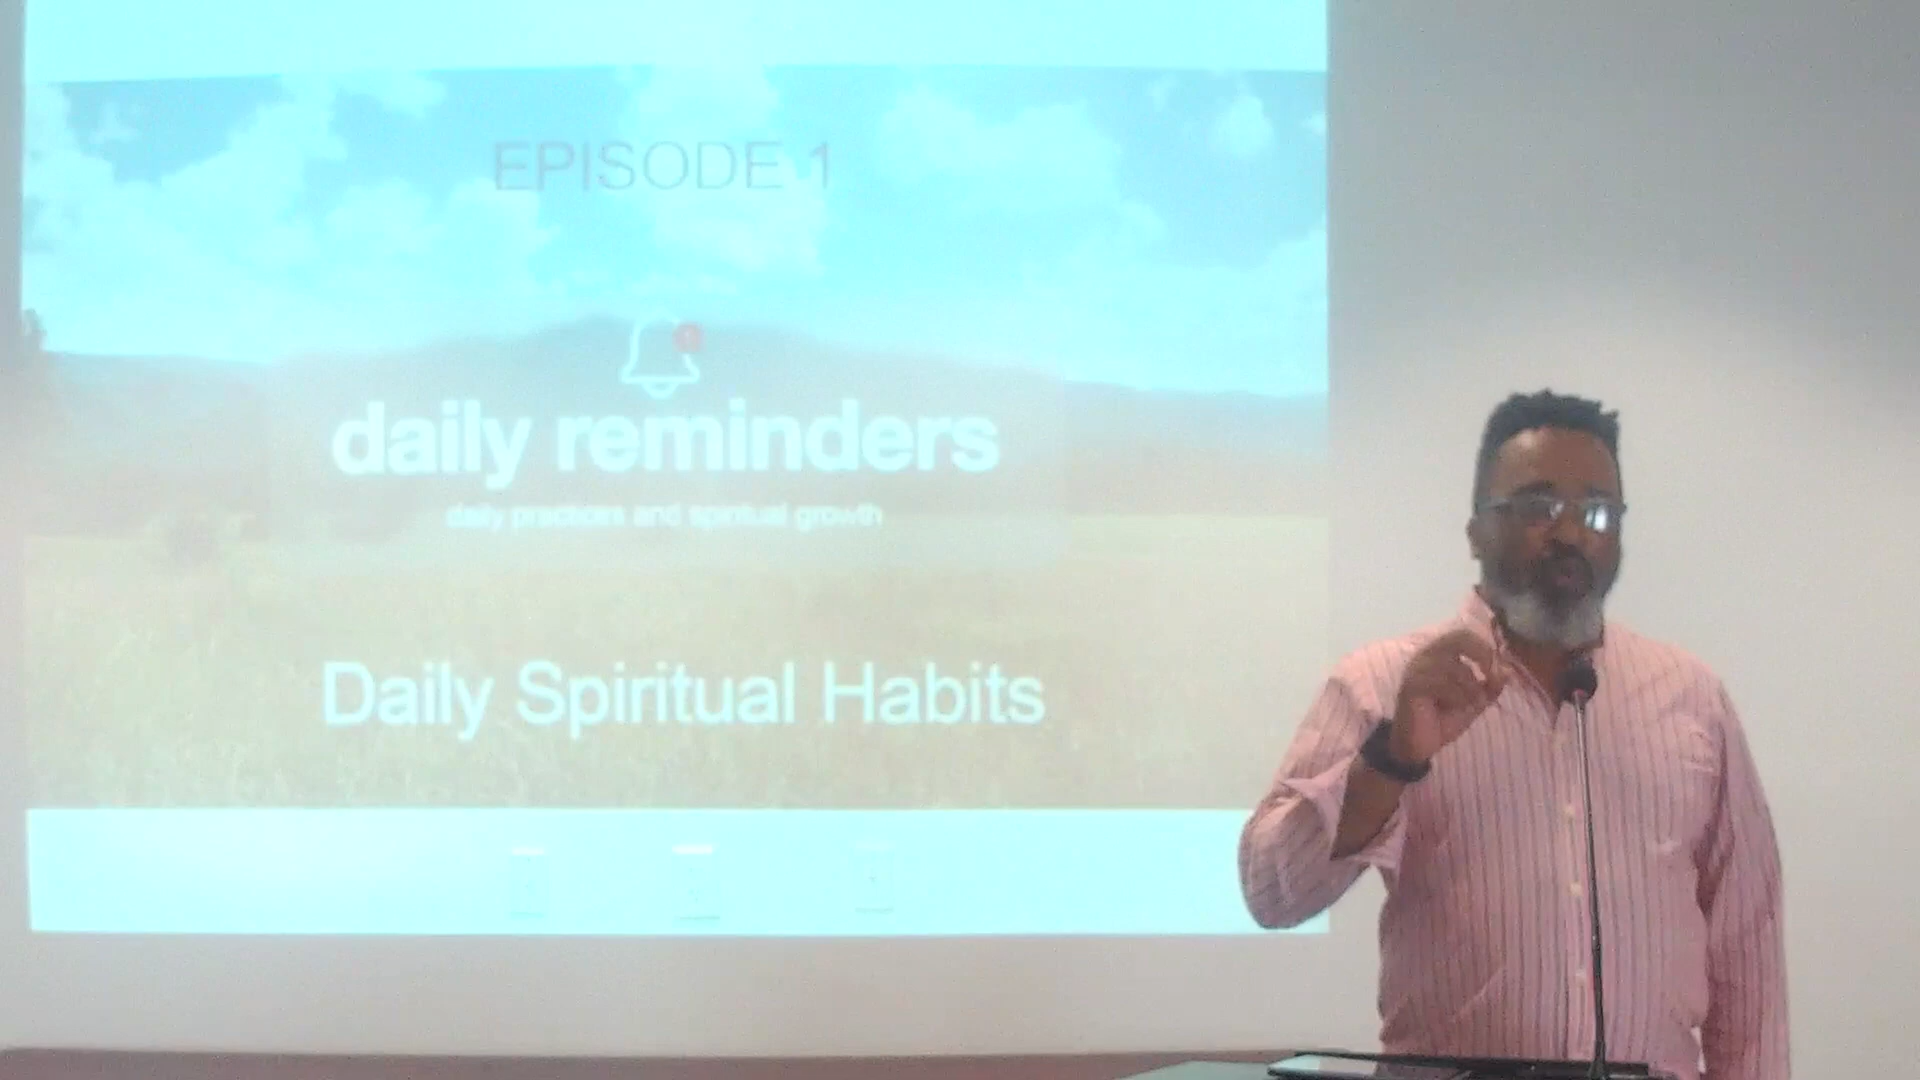 EPISODE 1
daily reminders
daily practices and spiritual growth
Daily Spiritual Habits